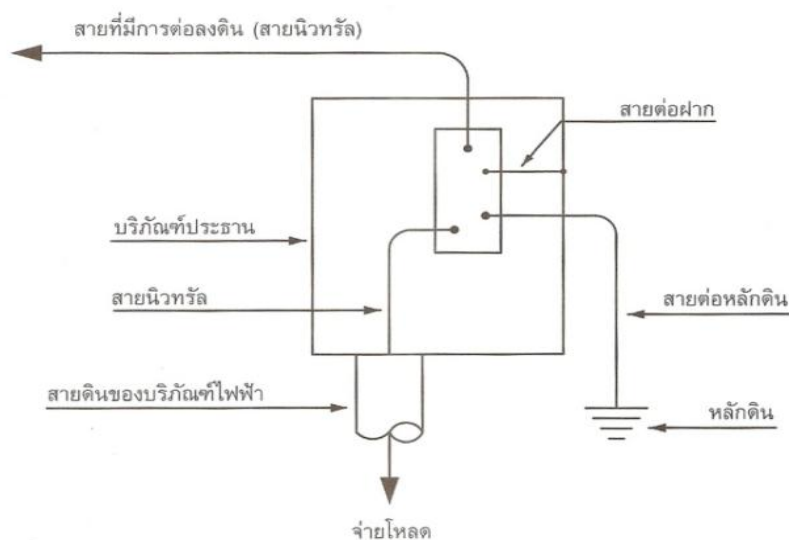 สายที่มีการต่อลงดิน (สายนิวทรัล)
สายต่อฝาก
บริภัณฑ์ประธาน
สายนิวทรัล
สายต่อหลักดิน
สายดินของบริภัณฑ์ไฟฟ้า
หลักดิน
จ่ายโหลด